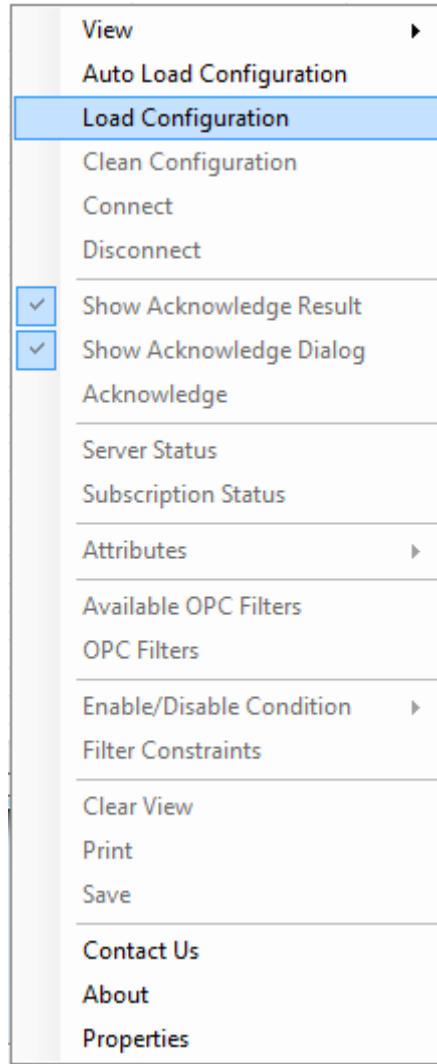 View
Auto Load Configuration
Load Configuration
Clean Configuration
Connect
Disconnect
Show Acknowledge Result
Show Acknowledge Dialog
Acknowledge
Server Status
Subscription Status
Attributes
Available OPC Filters
OPC Filters
Enable/Disable Condition
Filter Constraints
Clear View
Print
Save
Contact Us
About
Properties